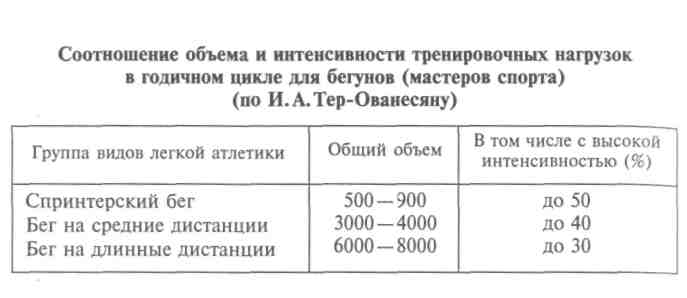 Соотношение объема и интенсивности тренировочных нагрузок
в годичном цикле для бегунов (мастеров спорта)
(по И.А.Тер-Ованесяну)
Группа видов легкой атлетики
Общий объем
В том числе с высокой
интенсивностью (%)
Спринтерский бег 500—900 до 50
Бег на средние дистанции 3000—4000 до 40
Бег на длинные дистанции 6000—8000 до 30